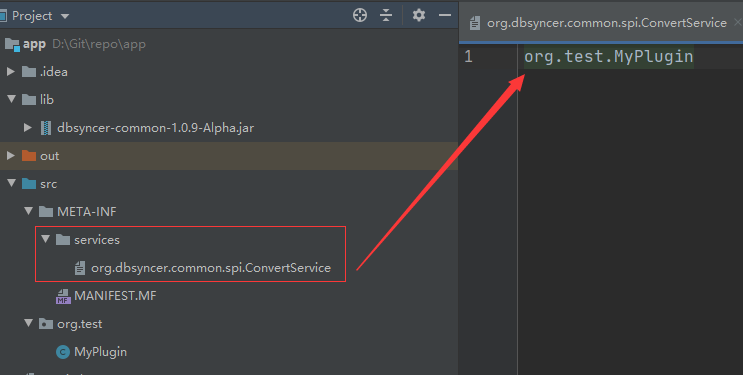 Project
app D:\Git\repo\app
.idea
lib
dbsyncer-common-1.0.9-Alpha.jar
out
src
META-INF
services
org.dbsyncer.common.spi.ConvertService
MF MANIFEST.MF
org.test
C MyPlugin
org.dbsyncer.common.spi.ConvertService
1 org.test.MyPlugin